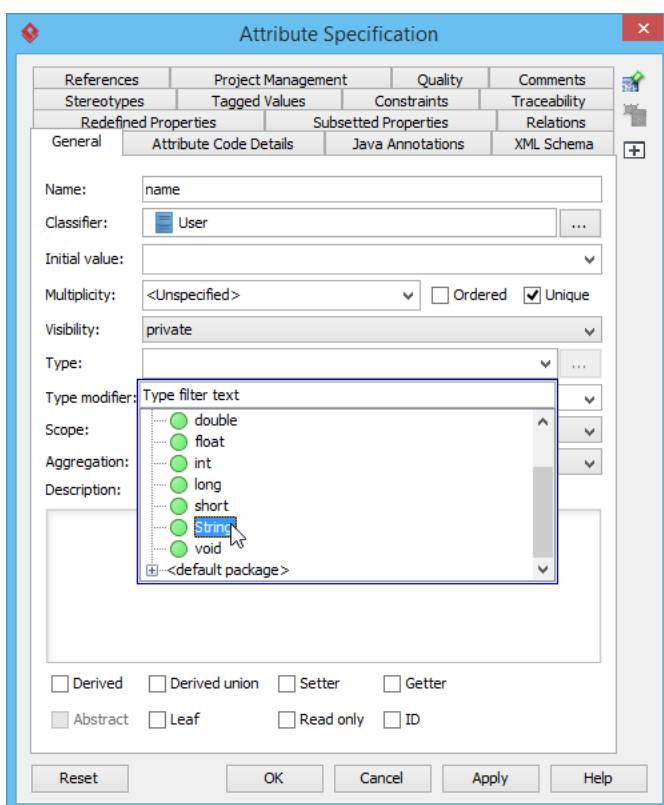 Attribute Specification
References Project Management Quality Comments
Stereotypes Tagged Values Constraints Traceability
Redefined Properties Subsetted Properties Relations
General Attribute Code Details Java Annotations XML Schema
Name: name
Classifier: User ...
Initial value:
Multiplicity: <Unspecified> Ordered Unique
Visibility: private
Type: ...
Type modifier: Type filter text
double
Scope: float
Aggregation: int
Description: long
short
String
void
<default package>
Derived Derived union Setter Getter
Abstract Leaf Read only ID
Reset OK Cancel Apply Help